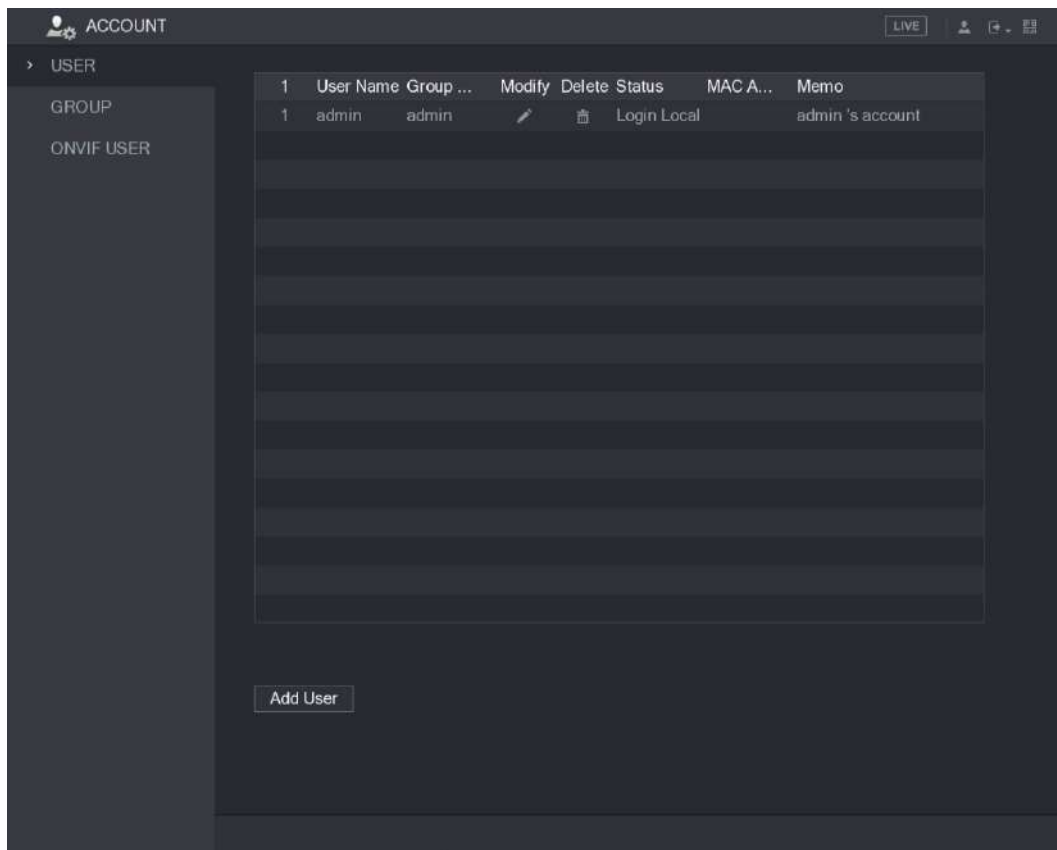 ACCOUNT LIVE
USER
GROUP
ONVIF USER
1 User Name Group ... Modify Delete Status MAC A... Memo
1 admin admin Login Local admin 's account
Add User